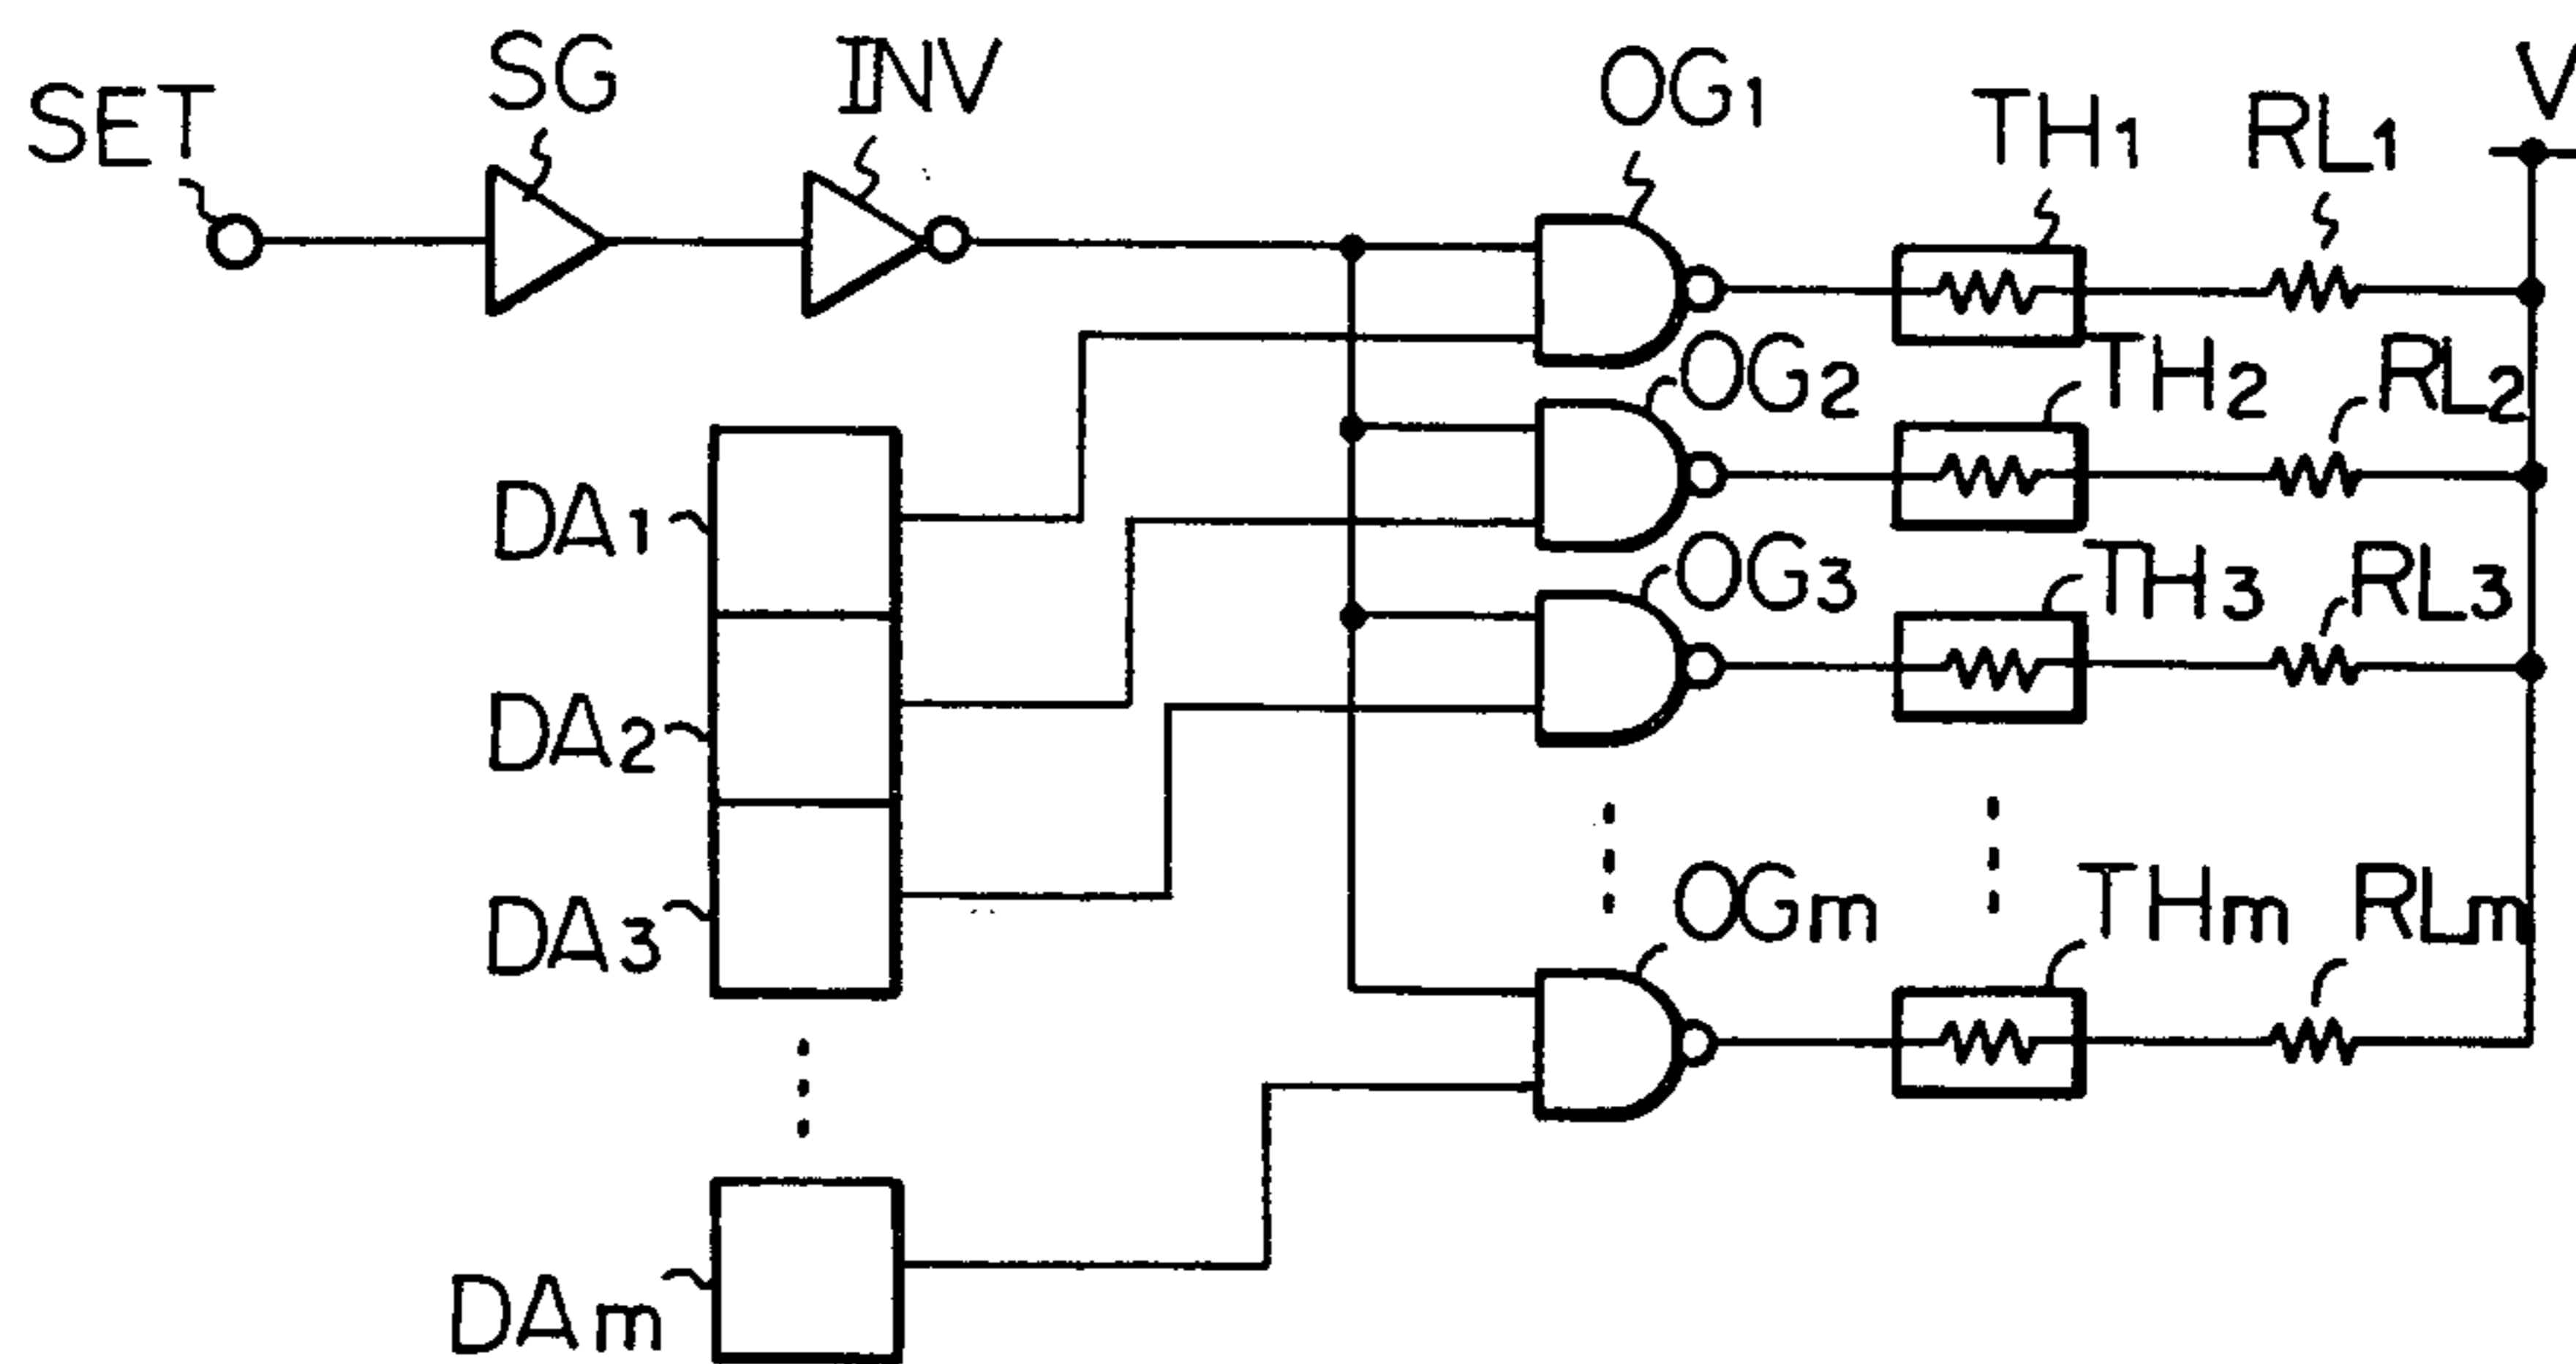 SET
SG
INV
OG1
TH1
RL1
V
OG2
TH2
RL2
DA1
OG3
TH3
RL3
DA2
DA3
OGm
THm
RLm
DAm